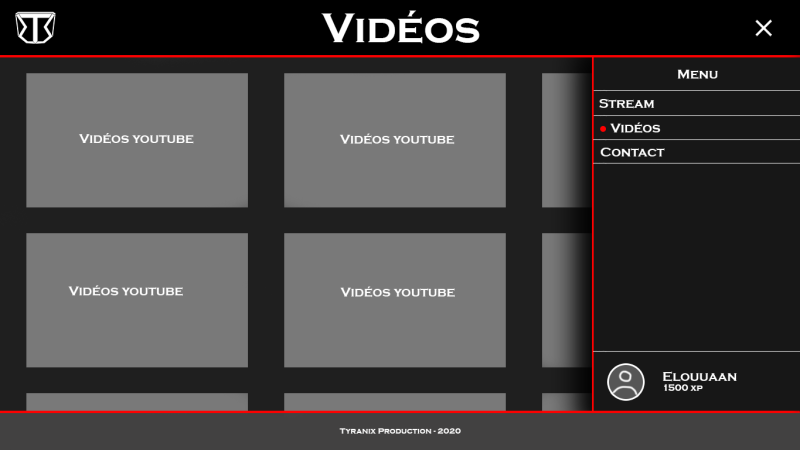 Vidéos
Vidéos youtube
Vidéos youtube
Vidéos youtube
Vidéos youtube
Menu
Stream
Vidéos
Contact
Elouuaan
1500 xp
Tyranix Production - 2020